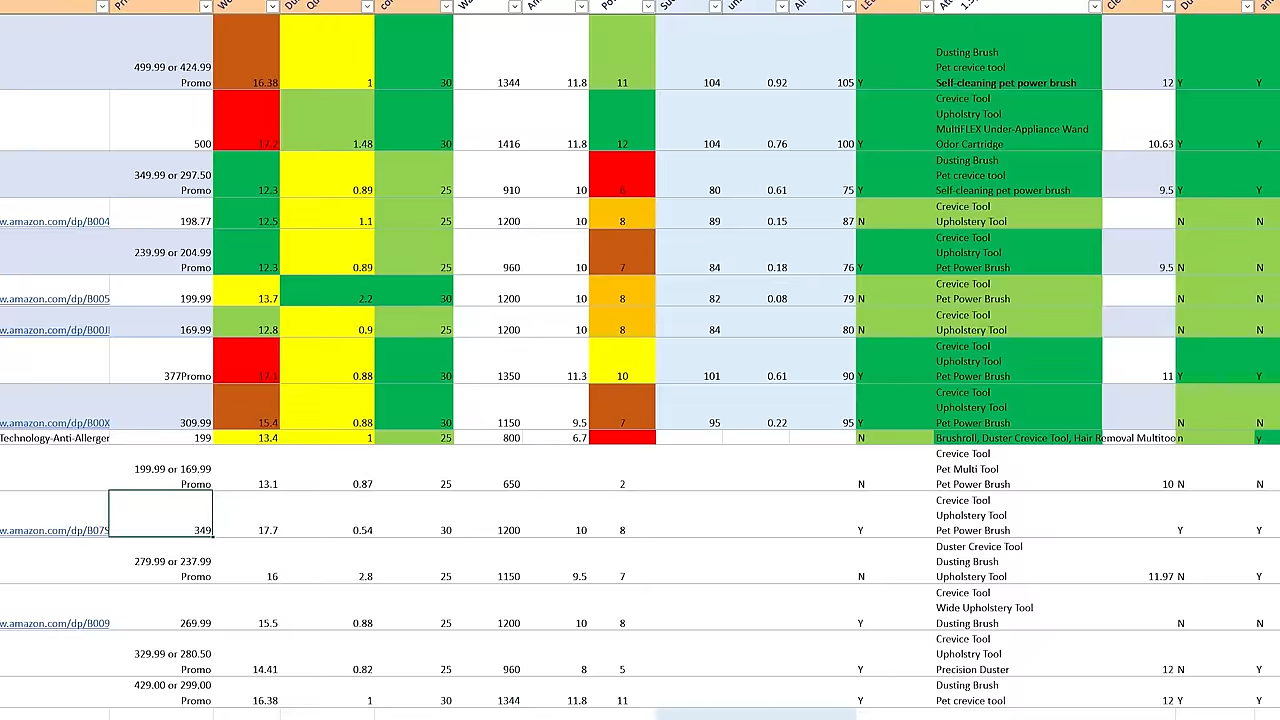 499.99 or 424.99 Promo 16.38 1 30 1344 11.8 11 104 0.92 105 Y Dusting Brush
Pet crevice tool
Self-cleaning pet power brush 12 Y Y
500 17.2 1.48 30 1416 11.8 12 104 0.76 100 Y Crevice Tool
Upholstry Tool
MultiFLEX Under-Appliance Wand
Odor Cartridge 10.63 Y Y
349.99 or 297.50 Promo 12.3 0.89 25 910 10 6 80 0.61 75 Y Dusting Brush
Pet crevice tool
Self-cleaning pet power brush 9.5 Y Y
w.amazon.com/dp/B004 198.77 12.5 1.1 25 1200 10 8 89 0.15 87 N Crevice Tool
Upholstery Tool N N
239.99 or 204.99 Promo 12.3 0.89 25 960 10 7 84 0.18 76 Y Crevice Tool
Upholstry Tool
Pet Power Brush 9.5 N N
w.amazon.com/dp/B005 199.99 13.7 2.2 30 1200 10 8 82 0.08 79 N Crevice Tool
Pet Power Brush N N
w.amazon.com/dp/B00JI 169.99 12.8 0.9 25 1200 10 8 84 80 N Crevice Tool
Upholstery Tool N N
377Promo 17.1 0.88 30 1350 11.3 10 101 0.61 90 Y Crevice Tool
Upholstry Tool
Pet Power Brush 11 Y Y
w.amazon.com/dp/B00X 309.99 15.4 0.88 30 1150 9.5 7 95 0.22 95 Y Crevice Tool
Upholstery Tool
Pet Power Brush N N
Technology-Anti-Allerger 199 13.4 1 25 800 6.7 N Brushroll, Duster Crevice Tool, Hair Removal Multitoo n y
199.99 or 169.99 Promo 13.1 0.87 25 650 2 N Crevice Tool
Pet Multi Tool
Pet Power Brush 10 N N
w.amazon.com/dp/B07S 349 17.7 0.54 30 1200 10 8 Y Crevice Tool
Upholstery Tool
Pet Power Brush Y Y
279.99 or 237.99 Promo 16 2.8 25 1150 9.5 7 N Duster Crevice Tool
Dusting Brush
Upholstery Tool 11.97 N Y
w.amazon.com/dp/B009 269.99 15.5 0.88 25 1200 10 8 Y Crevice Tool
Wide Upholstery Tool
Dusting Brush N N
329.99 or 280.50 Promo 14.41 0.82 25 960 8 5 Y Crevice Tool
Upholstry Tool
Precision Duster 12 N Y
429.00 or 299.00 Promo 16.38 1 30 1344 11.8 11 Y Dusting Brush
Pet crevice tool 12 Y Y